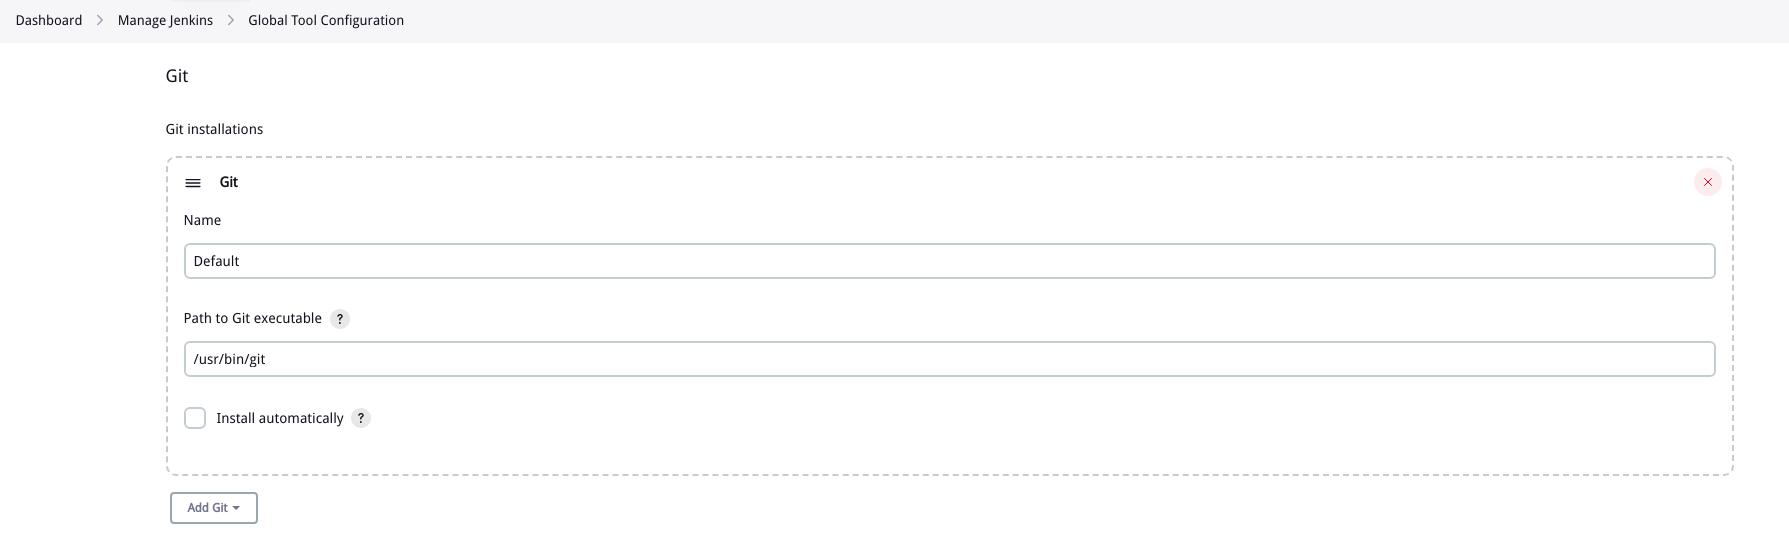 Dashboard > Manage Jenkins > Global Tool Configuration
Git
Git installations
Git
Name
Default
Path to Git executable ?
/usr/bin/git
Install automatically ?
Add Git